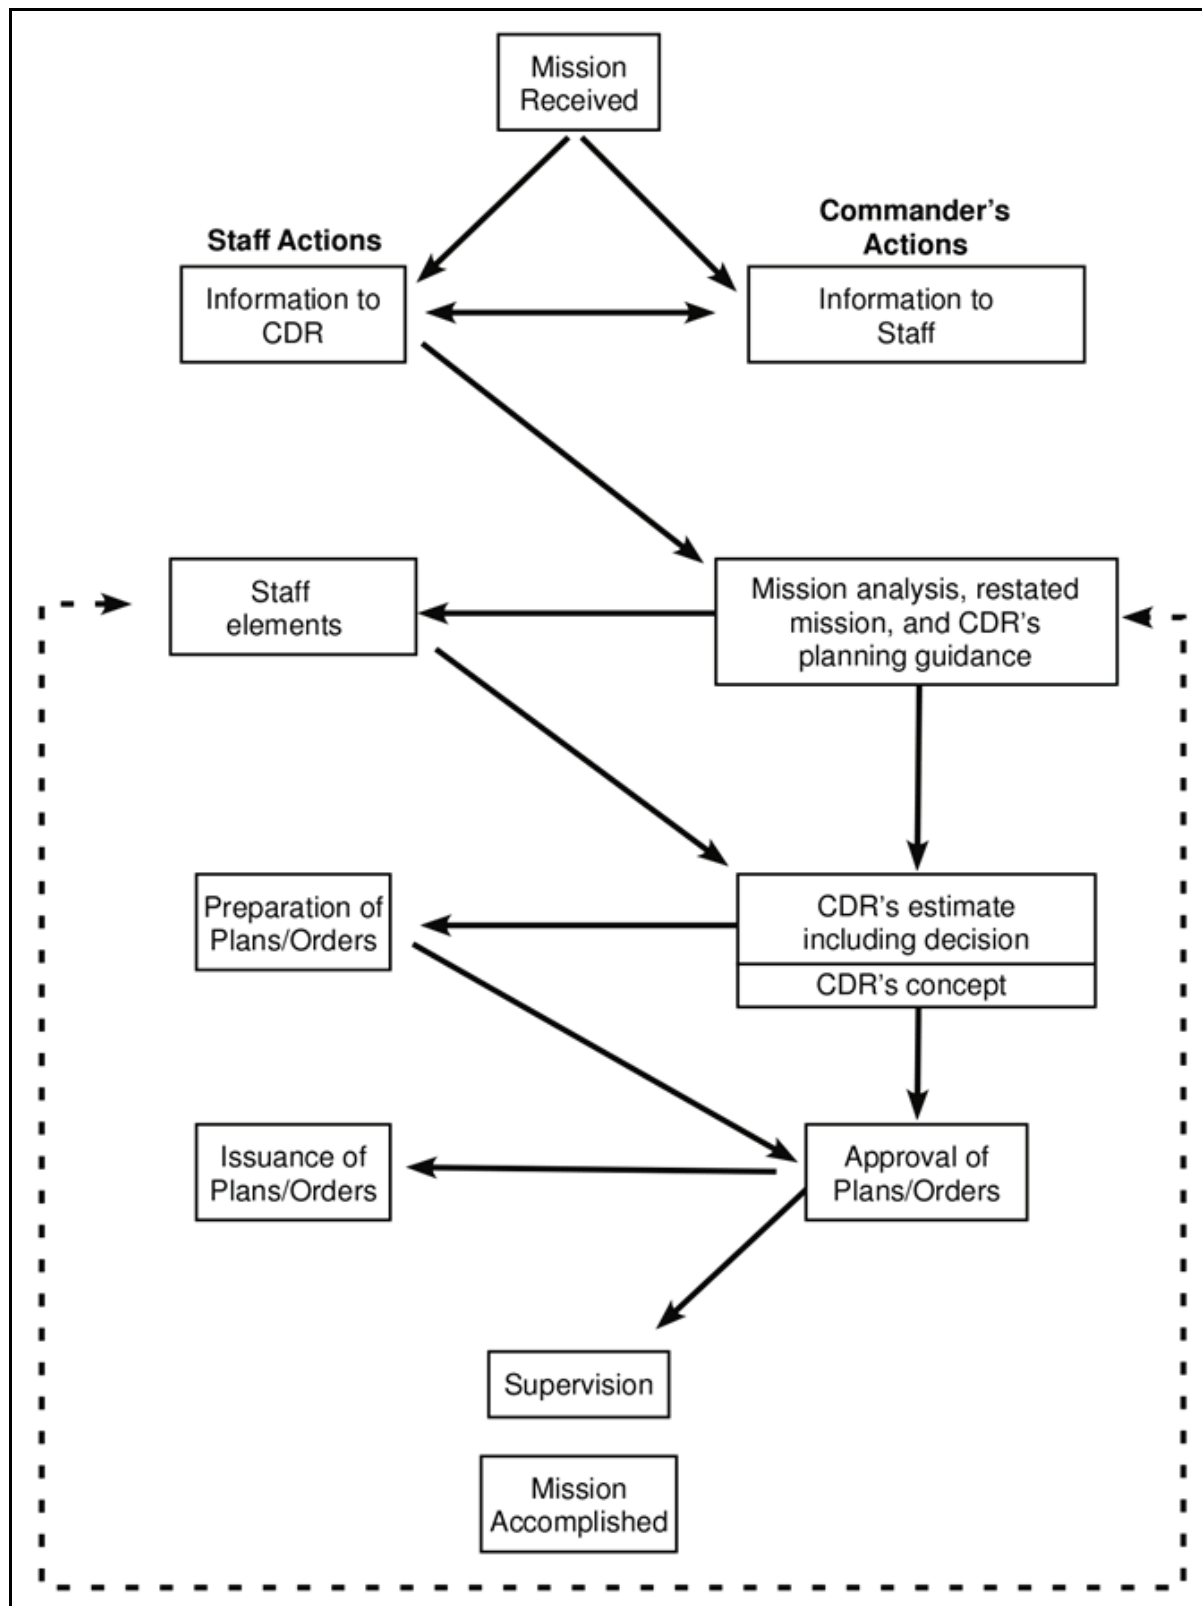 Mission
Received
Staff Actions
Commander's
Actions
Information to
CDR
Information to
Staff
Staff
elements
Mission analysis, restated
mission, and CDR's
planning guidance
Preparation of
Plans/Orders
CDR's estimate
including decision
CDR's concept
Issuance of
Plans/Orders
Approval of
Plans/Orders
Supervision
Mission
Accomplished